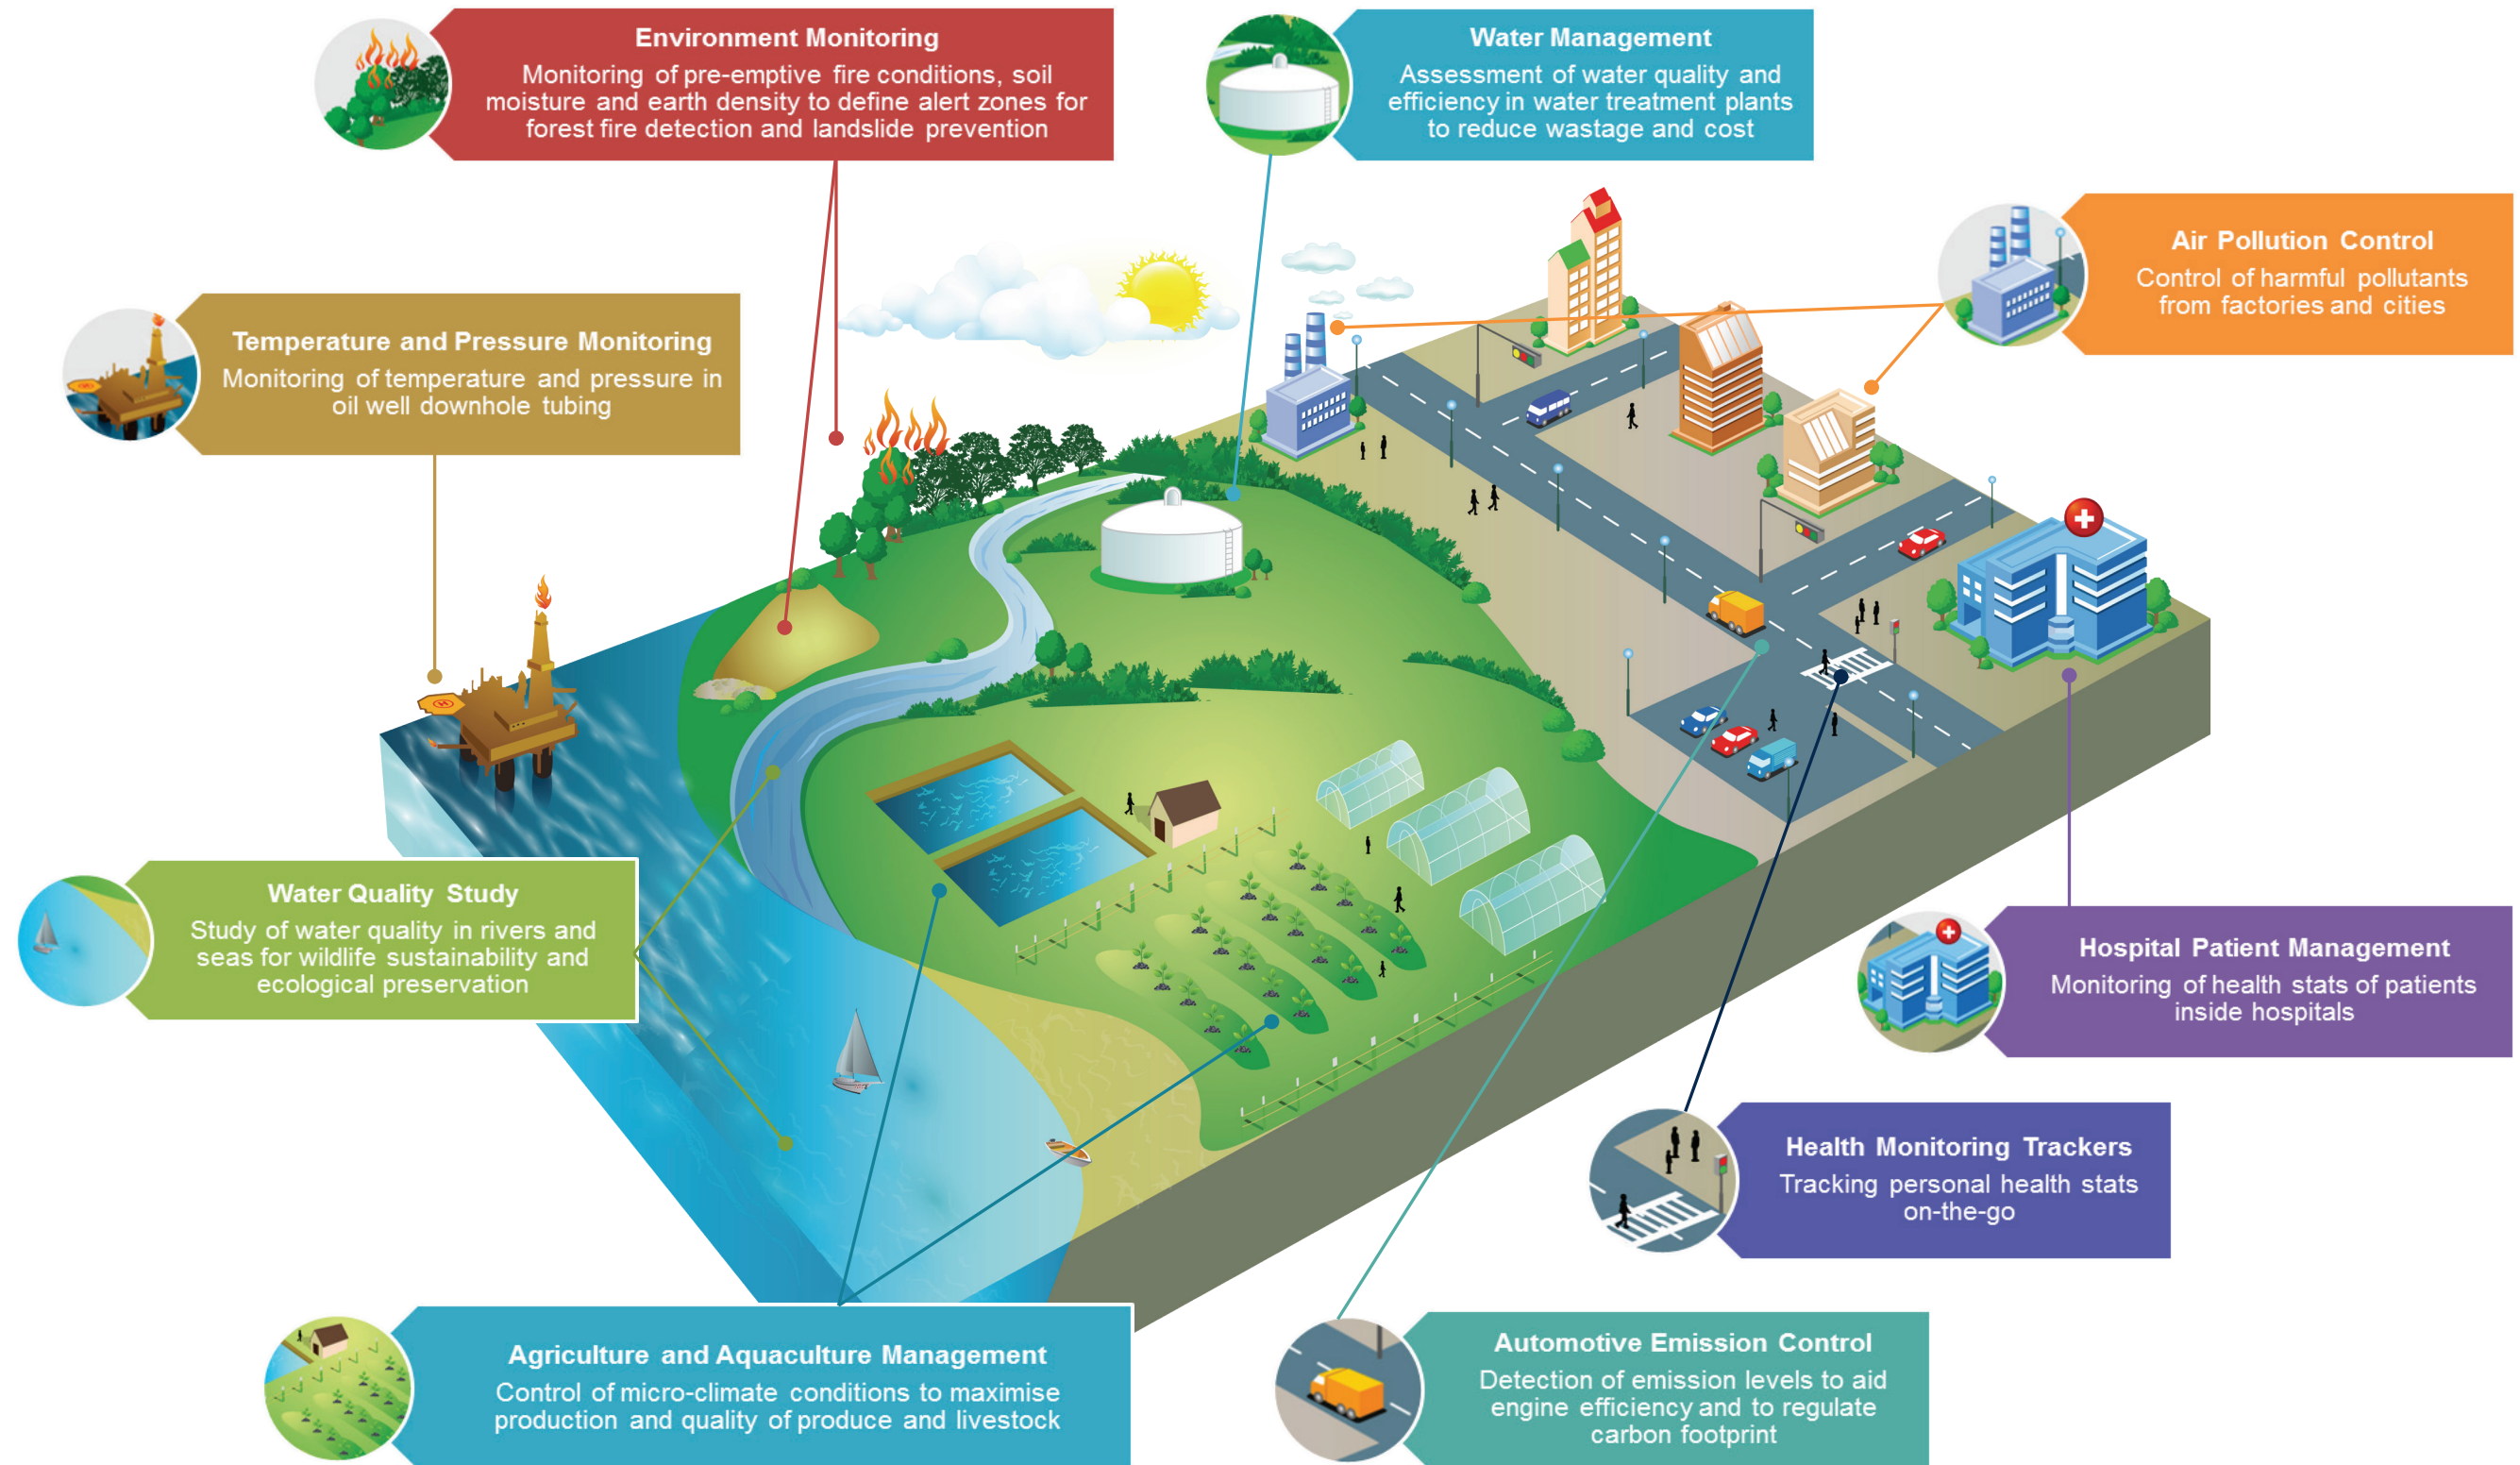 Environment Monitoring
Monitoring of pre-emptive fire conditions, soil
moisture and earth density to define alert zones for
forest fire detection and landslide prevention
Water Management
Assessment of water quality and
efficiency in water treatment plants
to reduce wastage and cost
Air Pollution Control
Control of harmful pollutants
from factories and cities
Temperature and Pressure Monitoring
Monitoring of temperature and pressure in
oil well downhole tubing
Water Quality Study
Study of water quality in rivers and
seas for wildlife sustainability and
ecological preservation
Hospital Patient Management
Monitoring of health stats of patients
inside hospitals
Health Monitoring Trackers
Tracking personal health stats
on-the-go
Agriculture and Aquaculture Management
Control of micro-climate conditions to maximise
production and quality of produce and livestock
Automotive Emission Control
Detection of emission levels to aid
engine efficiency and to regulate
carbon footprint